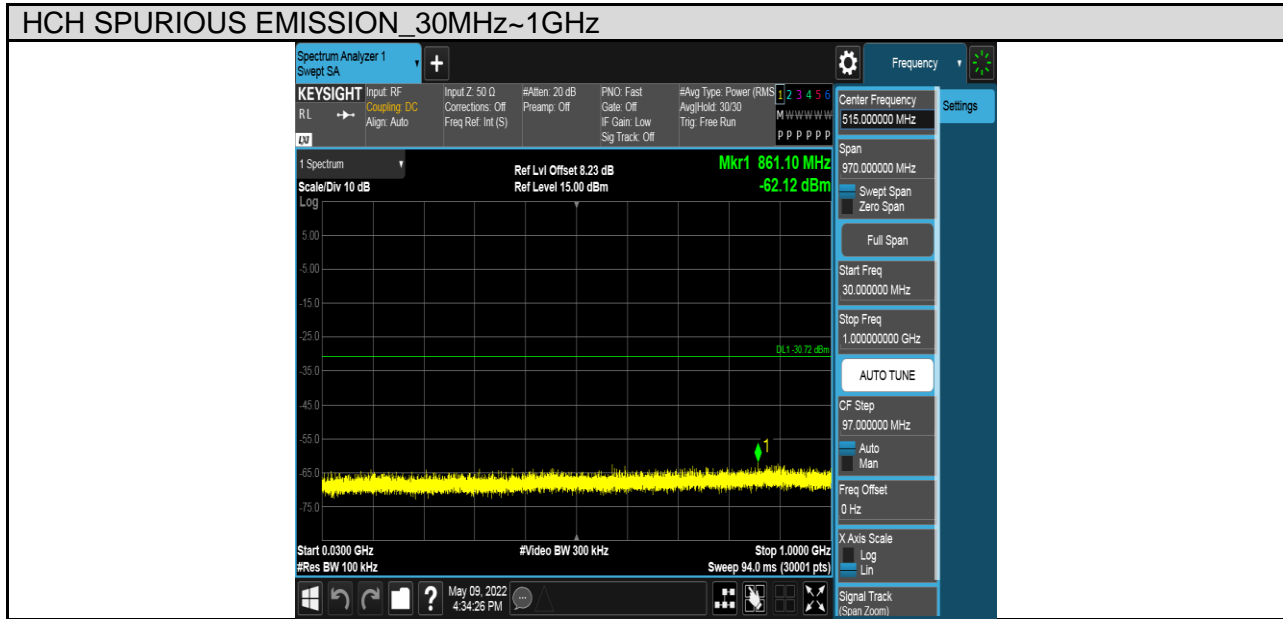 HCH SPURIOUS EMISSION_30MHz~1GHz
Spectrum Analyzer 1
Swept SA
+
Frequency
KEYSIGHT
RL
LXI
Input: RF
Coupling: DC
Align: Auto
Input Z: 50 Ω
Corrections: Off
Freq Ref: Int (S)
#Atten: 20 dB
Preamp: Off
PNO: Fast
Gate: Off
IF Gain: Low
Sig Track: Off
#Avg Type: Power (RMS
Avg|Hold: 30/30
Trig: Free Run
1 2 3 4 5 6
M W W W W W
P P P P P P
1 Spectrum
Scale/Div 10 dB
Log
Ref Lvl Offset 8.23 dB
Ref Level 15.00 dBm
Mkr1 861.10 MHz
-62.12 dBm
5.00
-5.00
-15.0
-25.0
DL1 -30.72 dBm
-35.0
-45.0
-55.0
1
-65.0
-75.0
Start 0.0300 GHz
#Video BW 300 kHz
Stop 1.0000 GHz
#Res BW 100 kHz
Sweep 94.0 ms (30001 pts)
?
May 09, 2022
4:34:26 PM
Center Frequency
515.000000 MHz
Settings
Span
970.000000 MHz
Swept Span
Zero Span
Full Span
Start Freq
30.000000 MHz
Stop Freq
1.000000000 GHz
AUTO TUNE
CF Step
97.000000 MHz
Auto
Man
Freq Offset
0 Hz
X Axis Scale
Log
Lin
Signal Track
(Span Zoom)